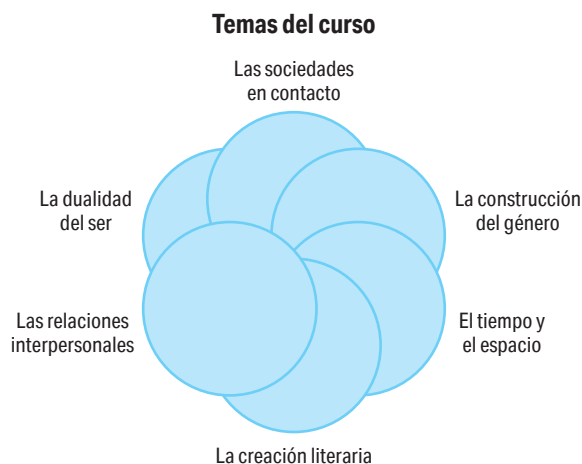 Temas del curso
Las sociedades
en contacto
La dualidad
del ser
La construcción
del género
Las relaciones
interpersonales
El tiempo y
el espacio
La creación literaria